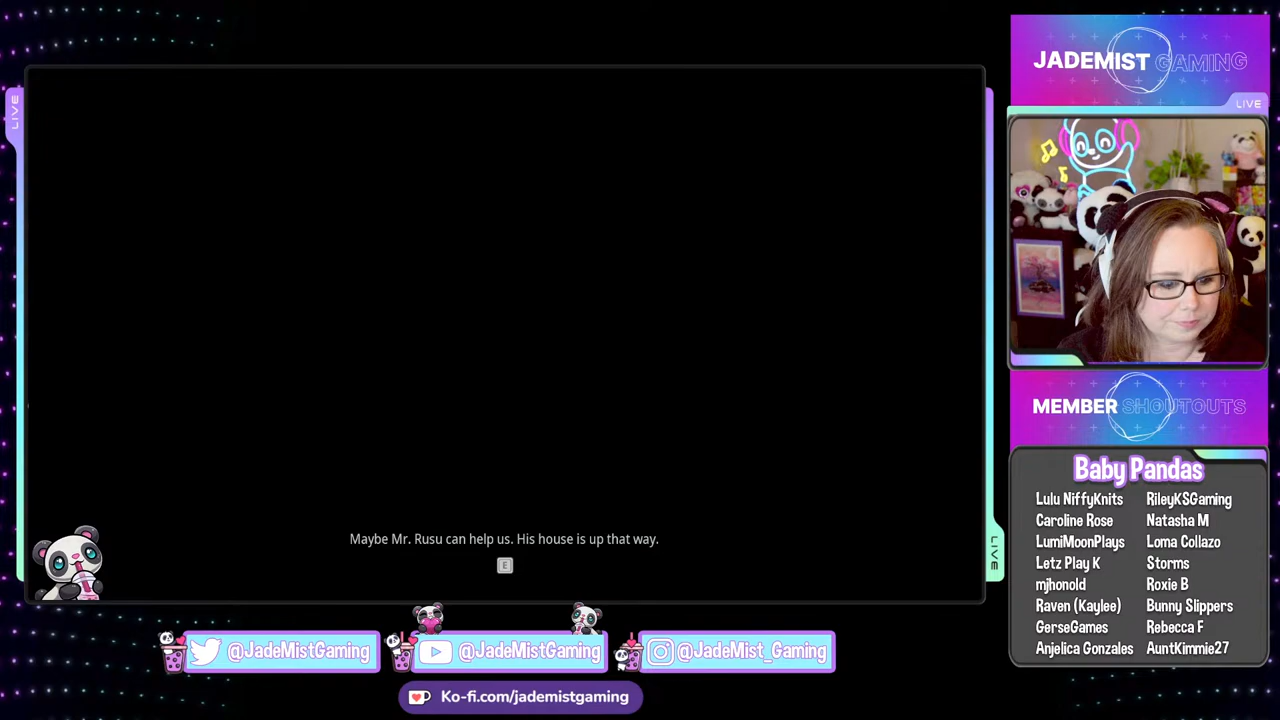 JADEMIST GAMING
LIVE
LIVE
MEMBER SHOUTOUTS
Baby Pandas
Lulu NiffyKnits RileyKSGaming
Caroline Rose Natasha M
LumiMoonPlays Loma Collazo
Letz Play K Storms
mjhonold Roxie B
Raven (Kaylee) Bunny Slippers
GerseGames Rebecca F
Anjelica Gonzales AuntKimmie27
LIVE
Maybe Mr. Rusu can help us. His house is up that way.
E
@JadeMistGaming @JadeMistGaming @JadeMist_Gaming
Ko-fi.com/jademistgaming